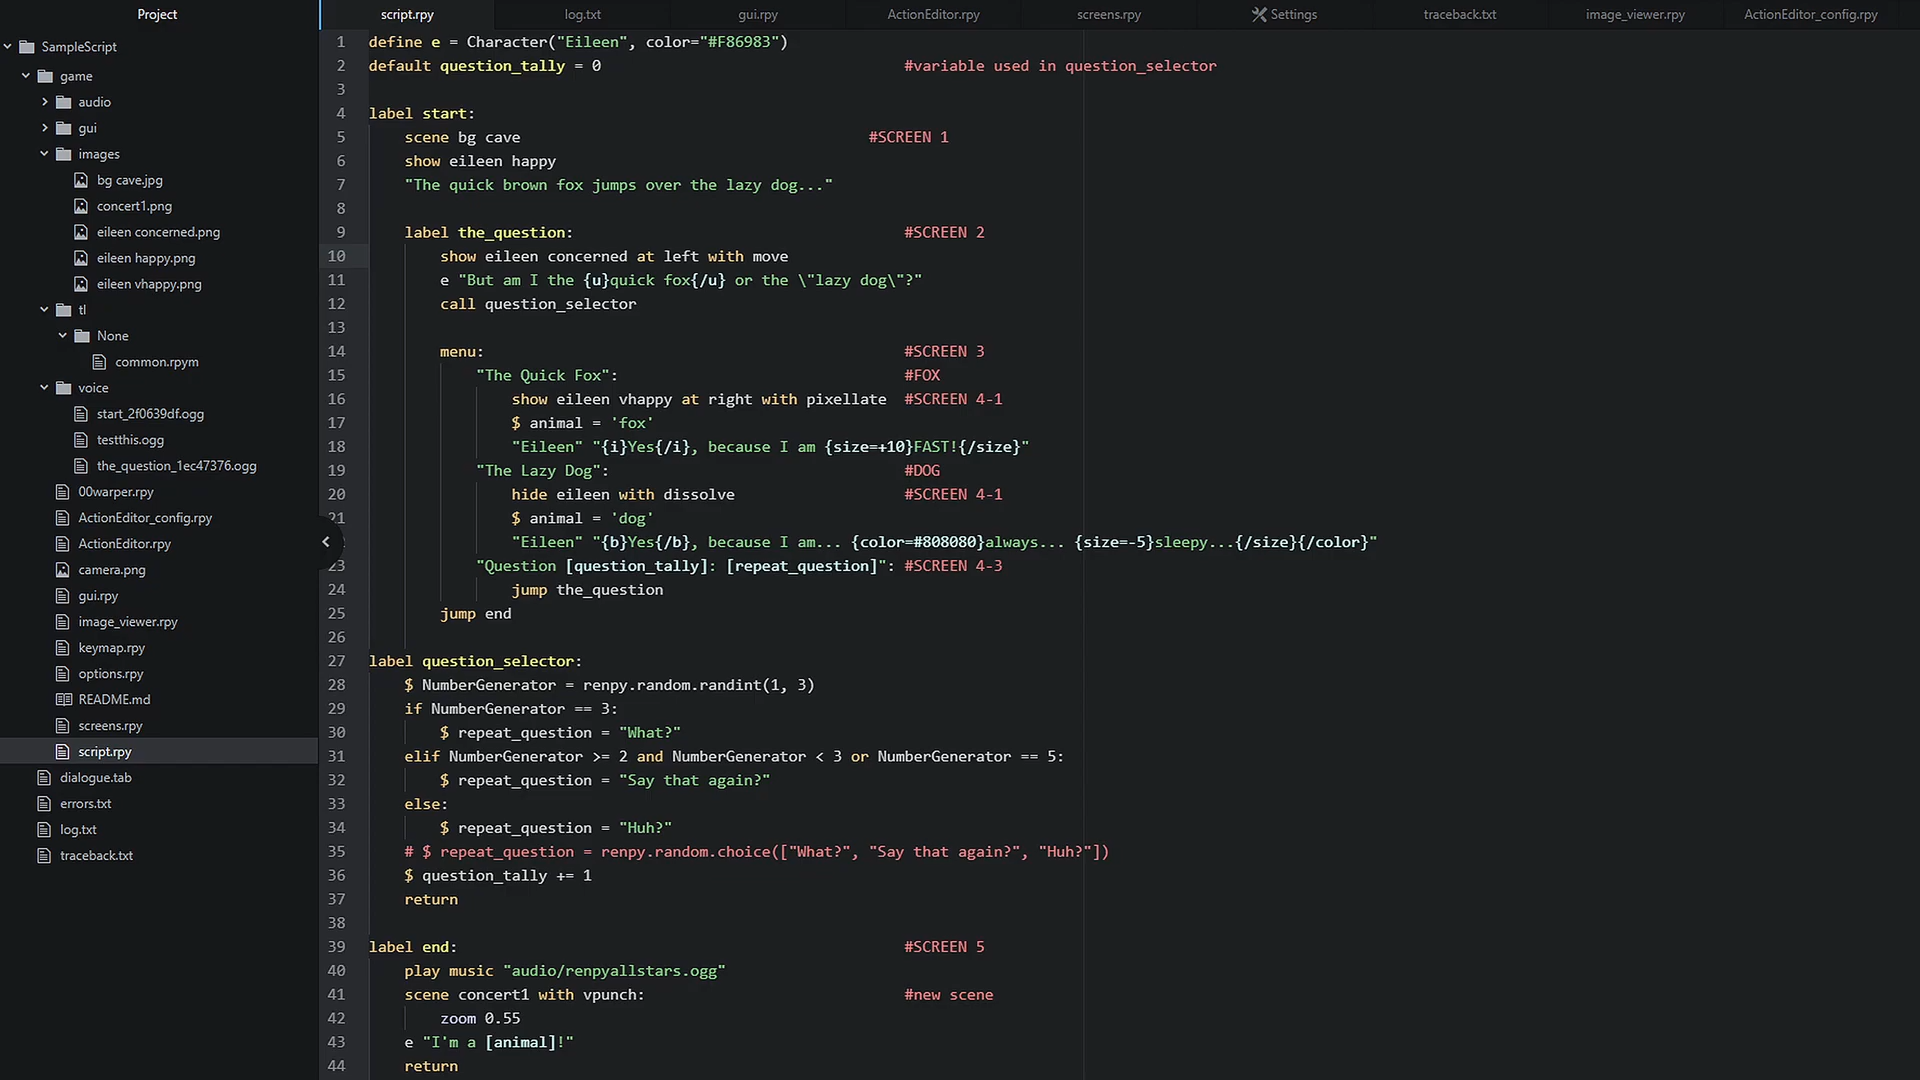 Project
SampleScript
game
audio
gui
images
bg cave.jpg
concert1.png
eileen concerned.png
eileen happy.png
eileen vhappy.png
tl
None
common.rpym
voice
start_2f0639df.ogg
testthis.ogg
the_question_1ec47376.ogg
00warper.rpy
ActionEditor_config.rpy
ActionEditor.rpy
camera.png
gui.rpy
image_viewer.rpy
keymap.rpy
options.rpy
README.md
screens.rpy
script.rpy
dialogue.tab
errors.txt
log.txt
traceback.txt
script.rpy log.txt gui.rpy ActionEditor.rpy screens.rpy Settings traceback.txt image_viewer.rpy ActionEditor_config.rpy
1 define e = Character("Eileen", color="#F86983")
2 default question_tally = 0 #variable used in question_selector
3
4 label start:
5 scene bg cave #SCREEN 1
6 show eileen happy
7 "The quick brown fox jumps over the lazy dog..."
8
9 label the_question: #SCREEN 2
10 show eileen concerned at left with move
11 e "But am I the {u}quick fox{/u} or the \"lazy dog\"?"
12 call question_selector
13
14 menu: #SCREEN 3
15 "The Quick Fox": #FOX
16 show eileen vhappy at right with pixellate #SCREEN 4-1
17 $ animal = 'fox'
18 "Eileen" "{i}Yes{/i}, because I am {size=+10}FAST!{/size}"
19 "The Lazy Dog": #DOG
20 hide eileen with dissolve #SCREEN 4-1
21 $ animal = 'dog'
"Eileen" "{b}Yes{/b}, because I am... {color=#808080}always... {size=-5}sleepy...{/size}{/color}"
23 "Question [question_tally]: [repeat_question]": #SCREEN 4-3
24 jump the_question
25 jump end
26
27 label question_selector:
28 $ NumberGenerator = renpy.random.randint(1, 3)
29 if NumberGenerator == 3:
30 $ repeat_question = "What?"
31 elif NumberGenerator >= 2 and NumberGenerator < 3 or NumberGenerator == 5:
32 $ repeat_question = "Say that again?"
33 else:
34 $ repeat_question = "Huh?"
35 # $ repeat_question = renpy.random.choice(["What?", "Say that again?", "Huh?"])
36 $ question_tally += 1
37 return
38
39 label end: #SCREEN 5
40 play music "audio/renpyallstars.ogg"
41 scene concert1 with vpunch: #new scene
42 zoom 0.55
43 e "I'm a [animal]!"
44 return